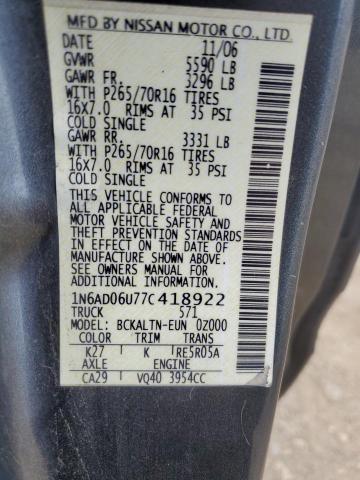 MFD BY NISSAN MOTOR CO., LTD.
DATE 11/06
GVWR 5590 LB
GAWR FR. 3296 LB
WITH P265/70R16 TIRES
16X7.0 RIMS AT 35 PSI
COLD SINGLE
GAWR RR. 3331 LB
WITH P265/70R16 TIRES
16X7.0 RIMS AT 35 PSI
COLD SINGLE
THIS VEHICLE CONFORMS TO
ALL APPLICABLE FEDERAL
MOTOR VEHICLE SAFETY AND
THEFT PREVENTION STANDARDS
IN EFFECT ON THE DATE OF
MANUFACTURE SHOWN ABOVE.
SEE OWNERS MANUAL FOR
ADDITIONAL INFORMATION.
1N6AD06U77C418922
TRUCK 571
MODEL: BCKALTN-EUN 0Z000
COLOR TRIM TRANS
K27 K RE5R05A
AXLE ENGINE
CA29 VQ40 3954CC